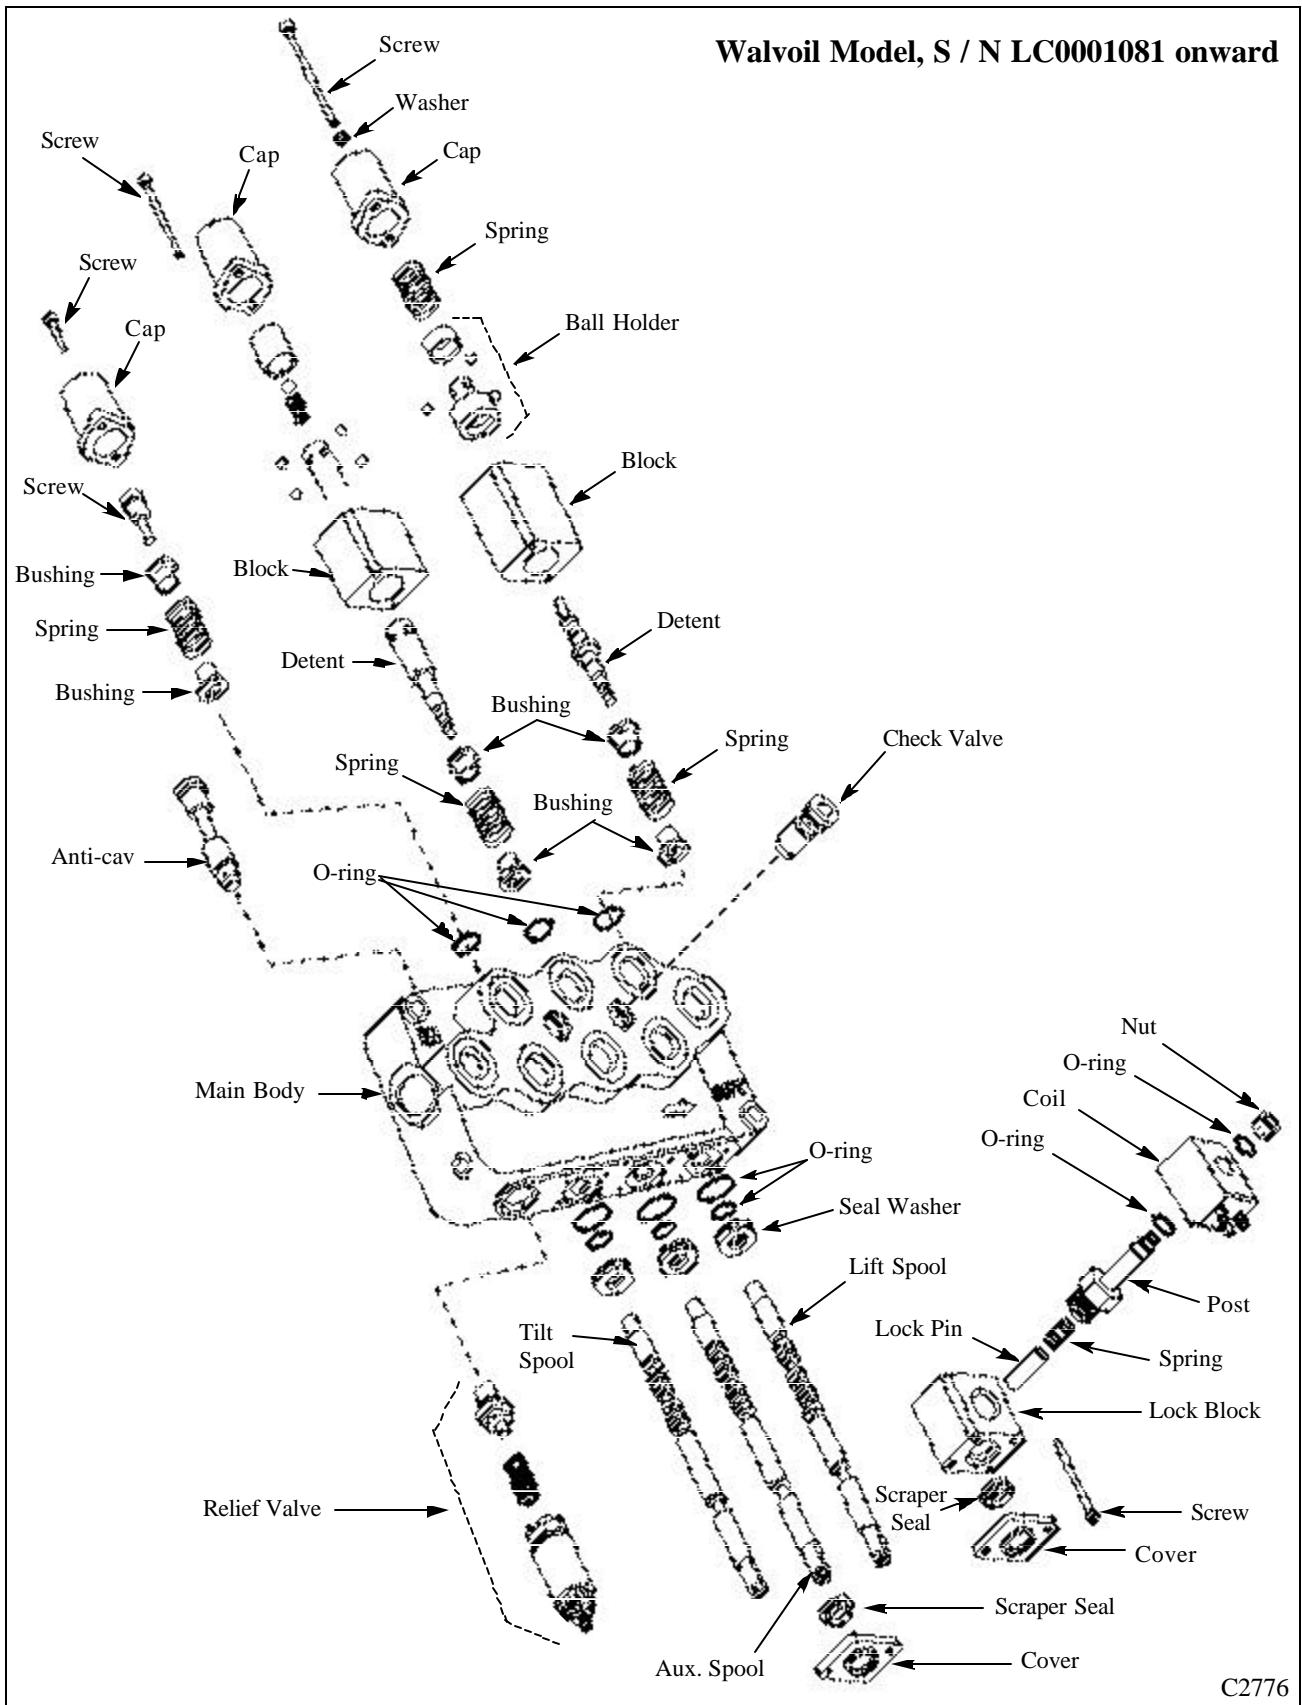 Walvoil Model, S / N LC0001081 onward
Screw
Washer
Screw
Cap
Cap
Spring
Screw
Ball Holder
Cap
Block
Screw
Block
Bushing
Detent
Spring
Detent
Bushing
Bushing
Spring
Check Valve
Spring
Bushing
Anti-cav
O-ring
Nut
O-ring
Main Body
Coil
O-ring
O-ring
Seal Washer
Lift Spool
Post
Tilt
Spool
Lock Pin
Spring
Lock Block
Relief Valve
Scraper
Seal
Screw
Cover
Scraper Seal
Cover
Aux. Spool
C2776